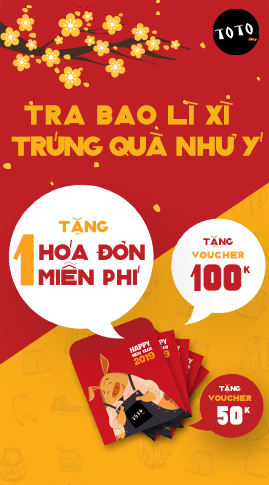 TOTO
shop
TRA BAO LÌ XÌ
TRÚNG QUÀ NHƯ Ý
TẶNG
1 HÓA ĐƠN
MIỄN PHÍ
TẶNG
VOUCHER
100K
HAPPY
NEW YEAR
2019
TOTO
TẶNG
VOUCHER
50K